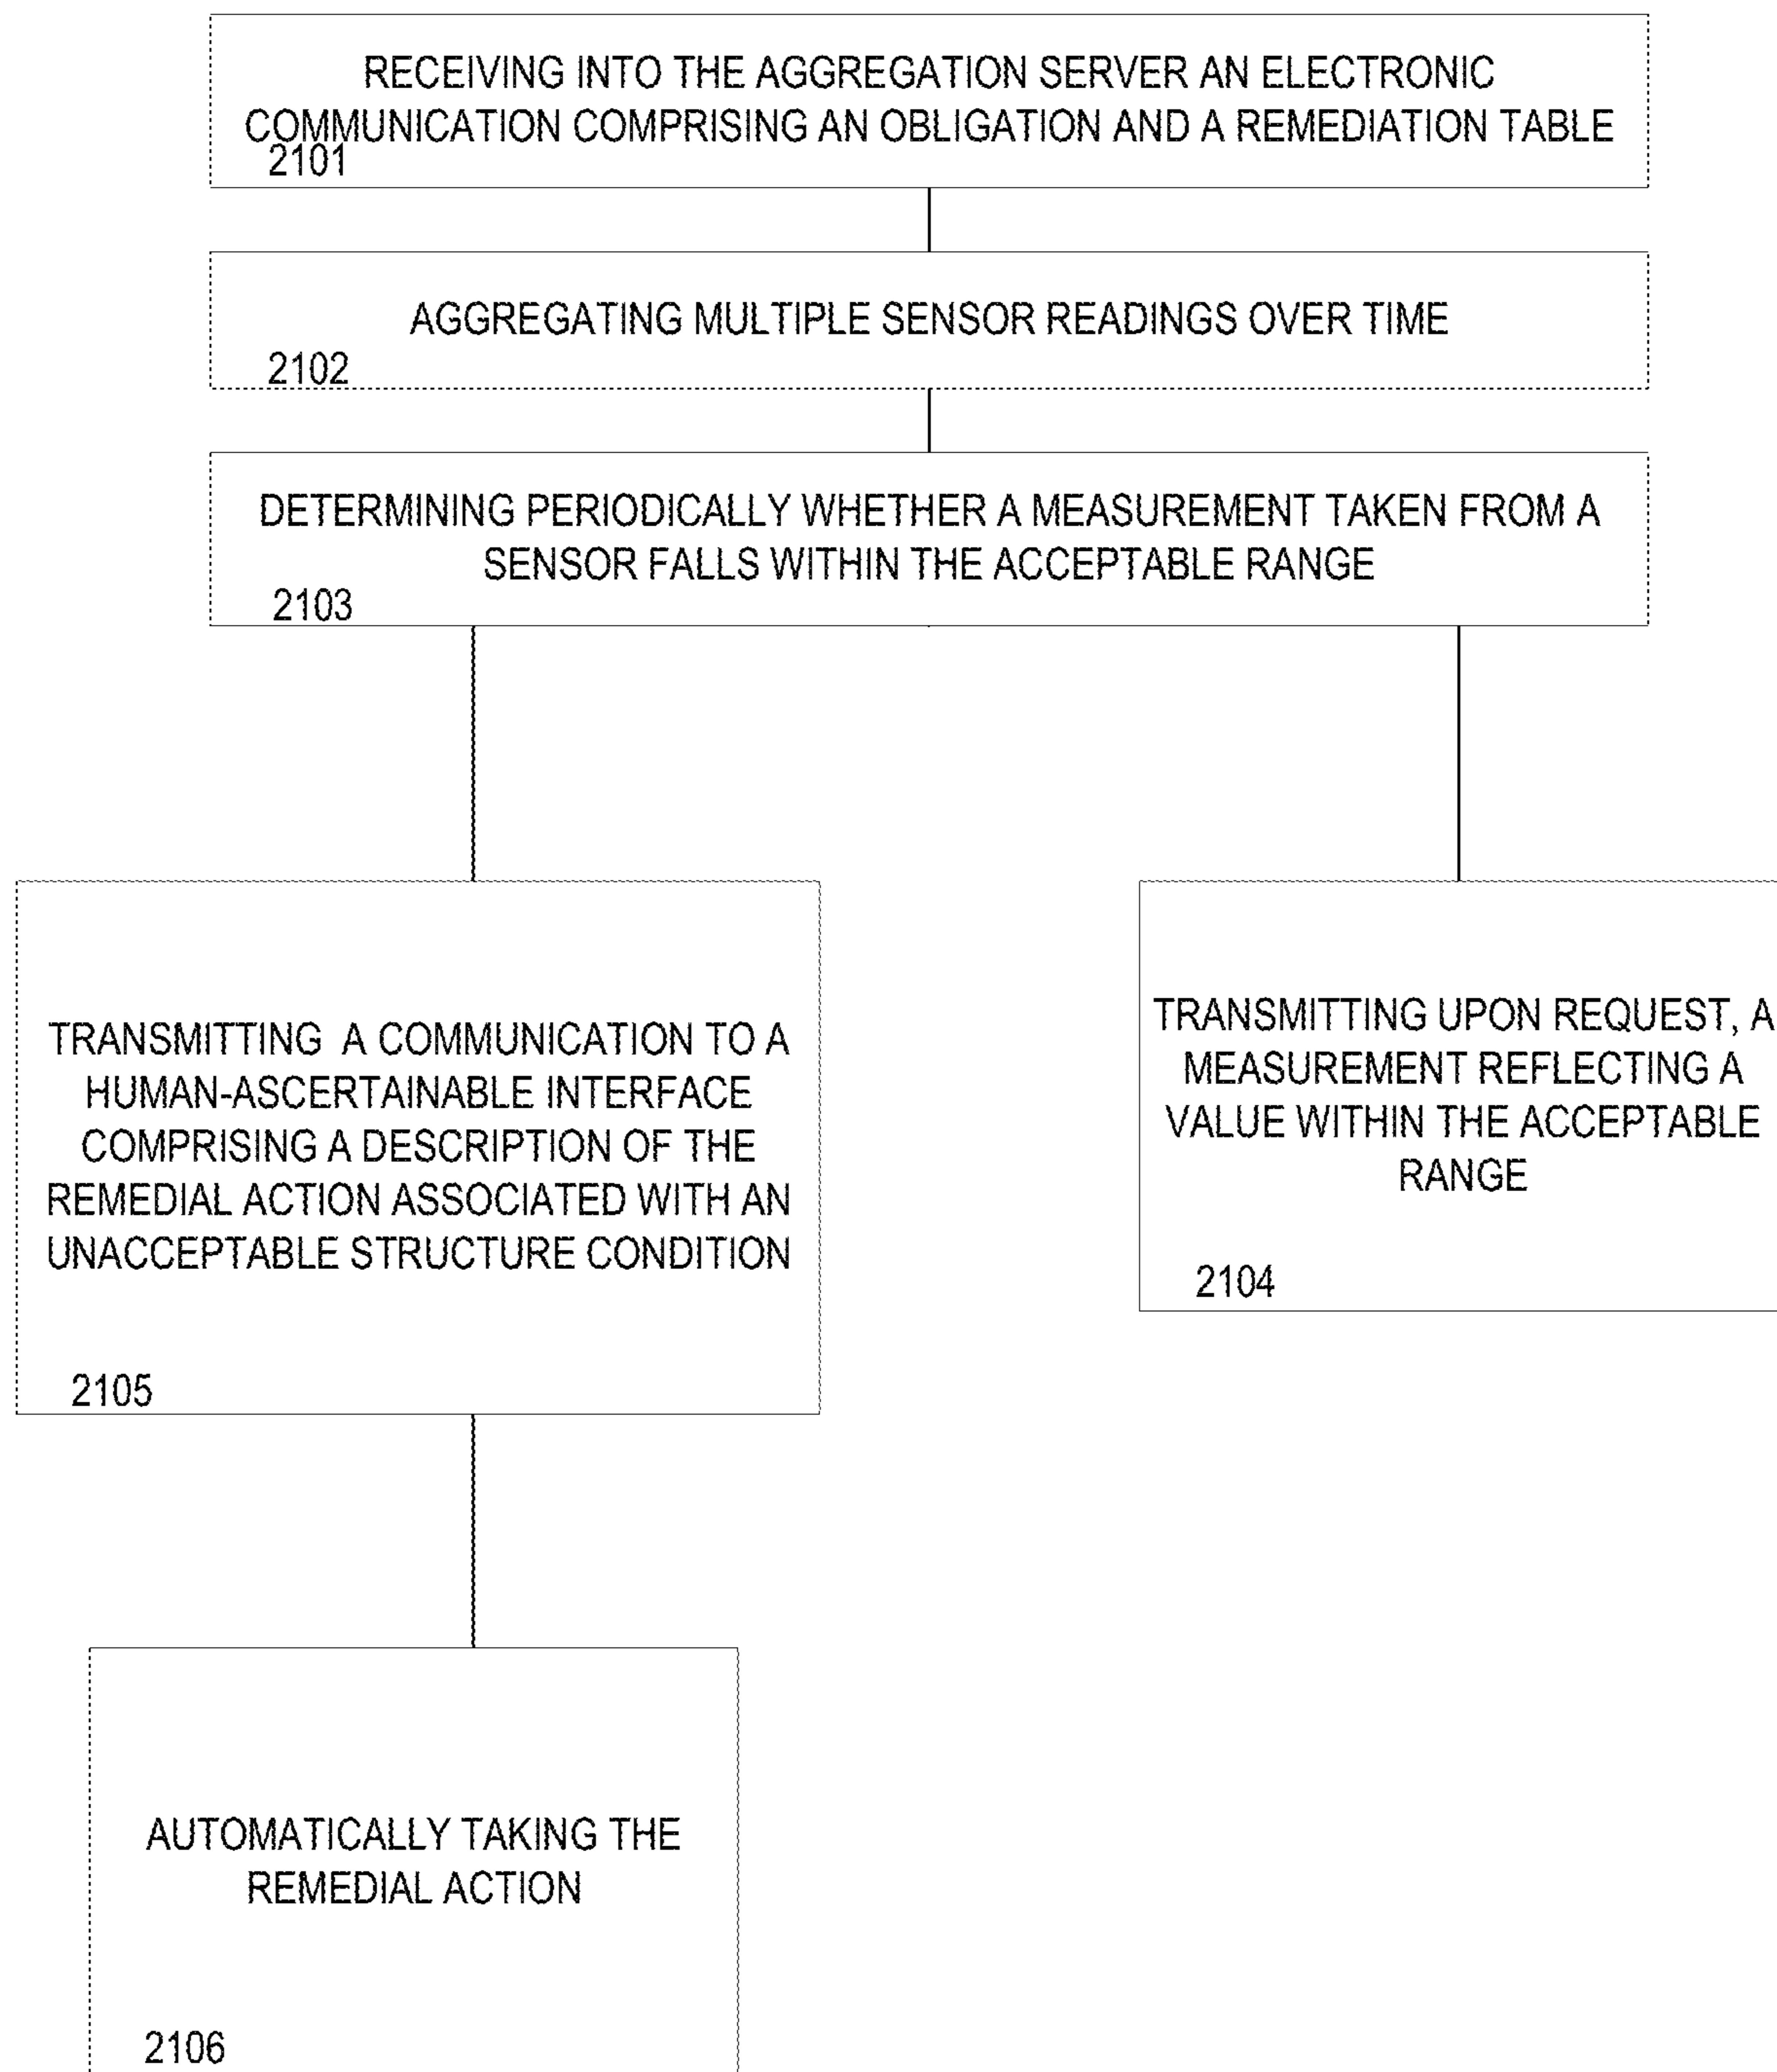 RECEIVING INTO THE AGGREGATION SERVER AN ELECTRONIC
COMMUNICATION COMPRISING AN OBLIGATION AND A REMEDIATION TABLE
2101
AGGREGATING MULTIPLE SENSOR READINGS OVER TIME
2102
DETERMINING PERIODICALLY WHETHER A MEASUREMENT TAKEN FROM A
SENSOR FALLS WITHIN THE ACCEPTABLE RANGE
2103
TRANSMITTING A COMMUNICATION TO A
HUMAN-ASCERTAINABLE INTERFACE
COMPRISING A DESCRIPTION OF THE
REMEDIAL ACTION ASSOCIATED WITH AN
UNACCEPTABLE STRUCTURE CONDITION
2105
TRANSMITTING UPON REQUEST, A
MEASUREMENT REFLECTING A
VALUE WITHIN THE ACCEPTABLE
RANGE
2104
AUTOMATICALLY TAKING THE
REMEDIAL ACTION
2106